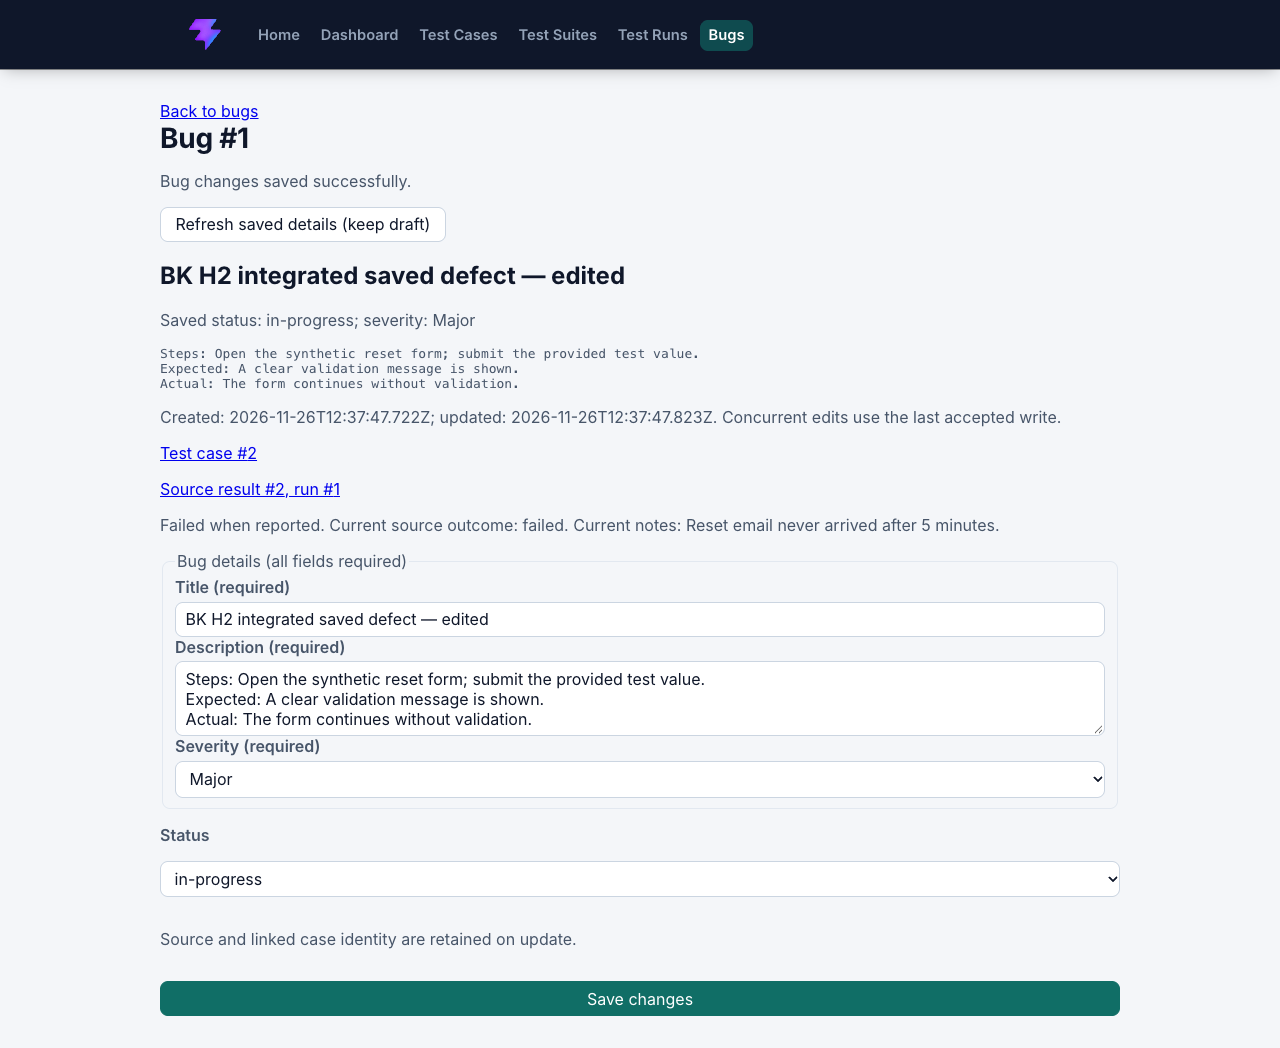 Home Dashboard Test Cases Test Suites Test Runs Bugs
Back to bugs
Bug #1
Bug changes saved successfully.
Refresh saved details (keep draft)
BK H2 integrated saved defect — edited
Saved status: in-progress; severity: Major
Steps: Open the synthetic reset form; submit the provided test value.
Expected: A clear validation message is shown.
Actual: The form continues without validation.
Created: 2026-11-26T12:37:47.722Z; updated: 2026-11-26T12:37:47.823Z. Concurrent edits use the last accepted write.
Test case #2
Source result #2, run #1
Failed when reported. Current source outcome: failed. Current notes: Reset email never arrived after 5 minutes.
Bug details (all fields required)
Title (required)
BK H2 integrated saved defect — edited
Description (required)
Steps: Open the synthetic reset form; submit the provided test value.
Expected: A clear validation message is shown.
Actual: The form continues without validation.
Severity (required)
Major
Status
in-progress
Source and linked case identity are retained on update.
Save changes